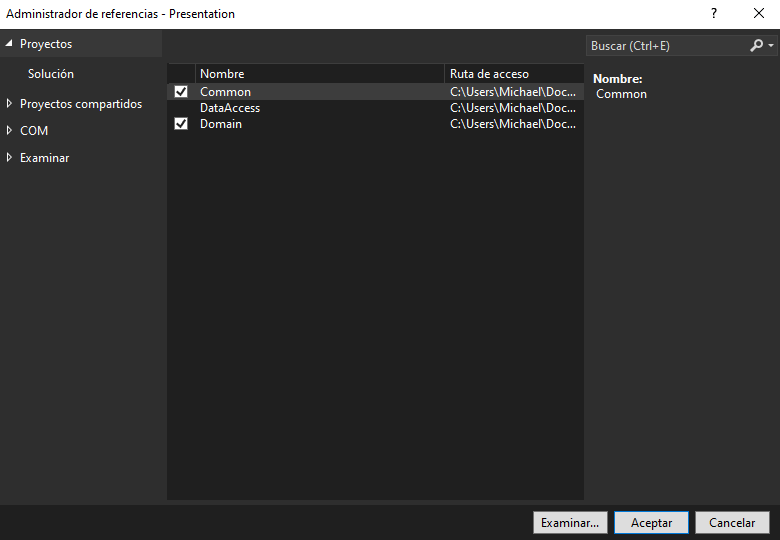 Administrador de referencias - Presentation
?
Proyectos
Buscar (Ctrl+E)
Solución
Proyectos compartidos
COM
Examinar
Nombre Ruta de acceso
Common C:\Users\Michael\Doc...
DataAccess C:\Users\Michael\Doc...
Domain C:\Users\Michael\Doc...
Nombre:
Common
Examinar... Aceptar Cancelar